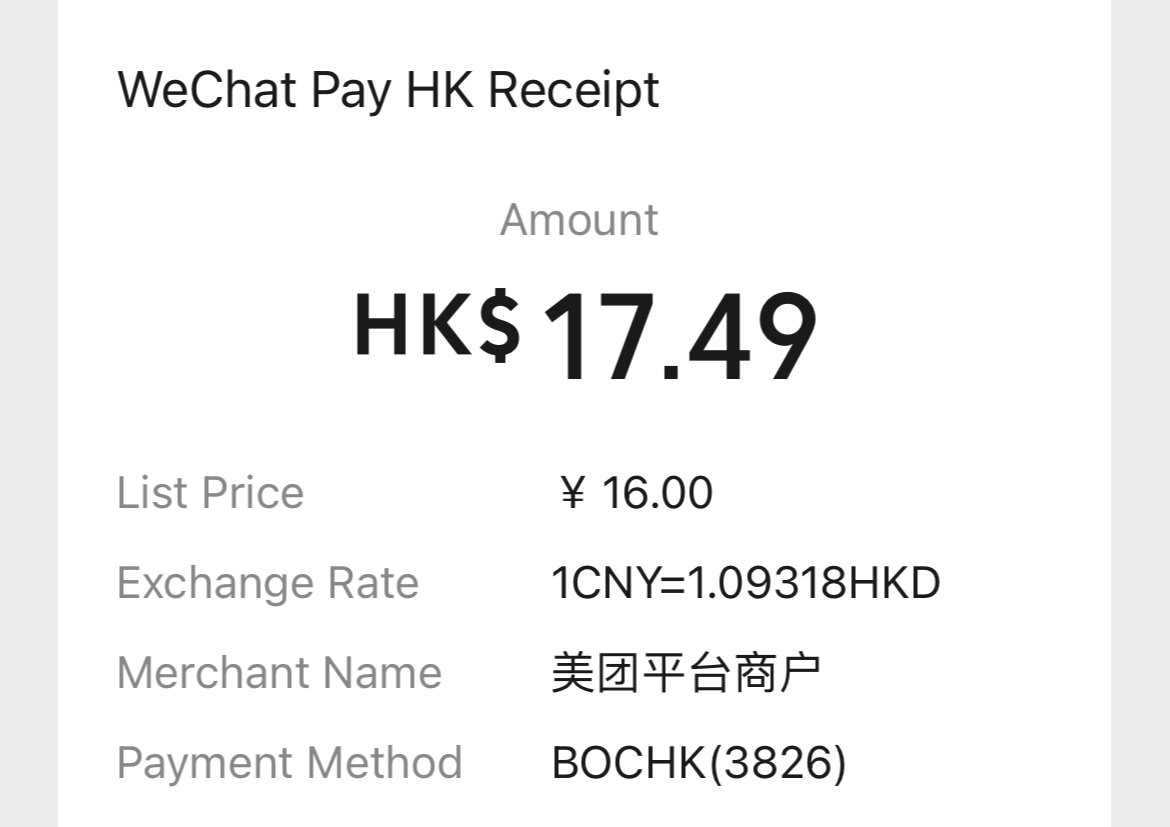 WeChat Pay HK Receipt
Amount
HK$ 17.49
List Price ¥ 16.00
Exchange Rate 1CNY=1.09318HKD
Merchant Name 美团平台商户
Payment Method BOCHK(3826)